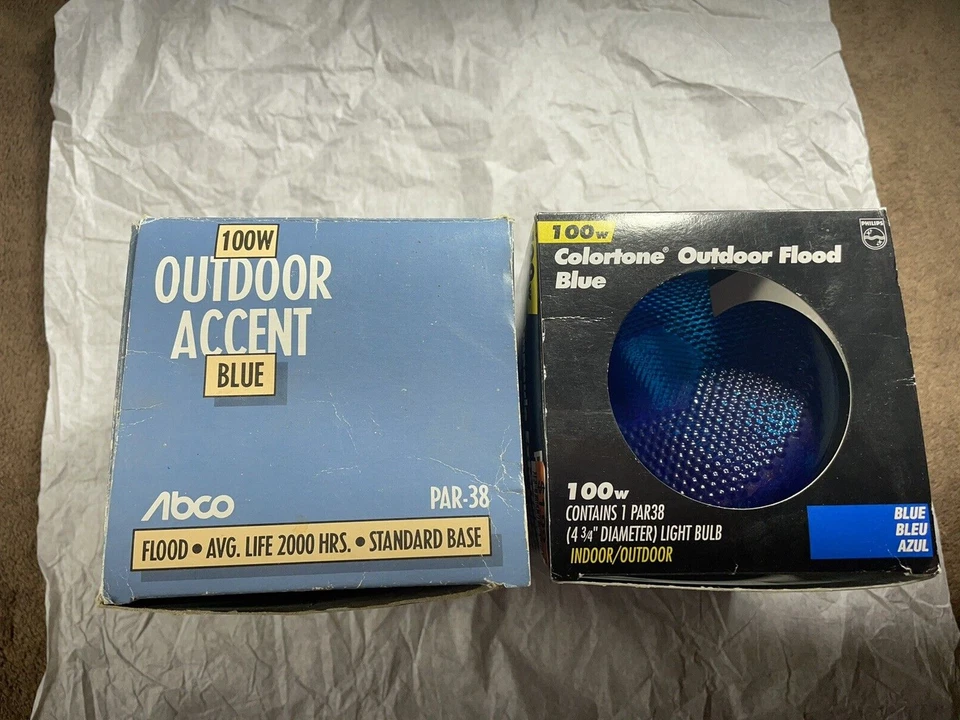 100W
OUTDOOR
ACCENT
BLUE
Abco
PAR-38
FLOOD • AVG. LIFE 2000 HRS. • STANDARD BASE
100w
Colortone® Outdoor Flood
Blue
PHILIPS
100w
CONTAINS 1 PAR38
(4 3/4" DIAMETER) LIGHT BULB
INDOOR/OUTDOOR
BLUE
BLEU
AZUL